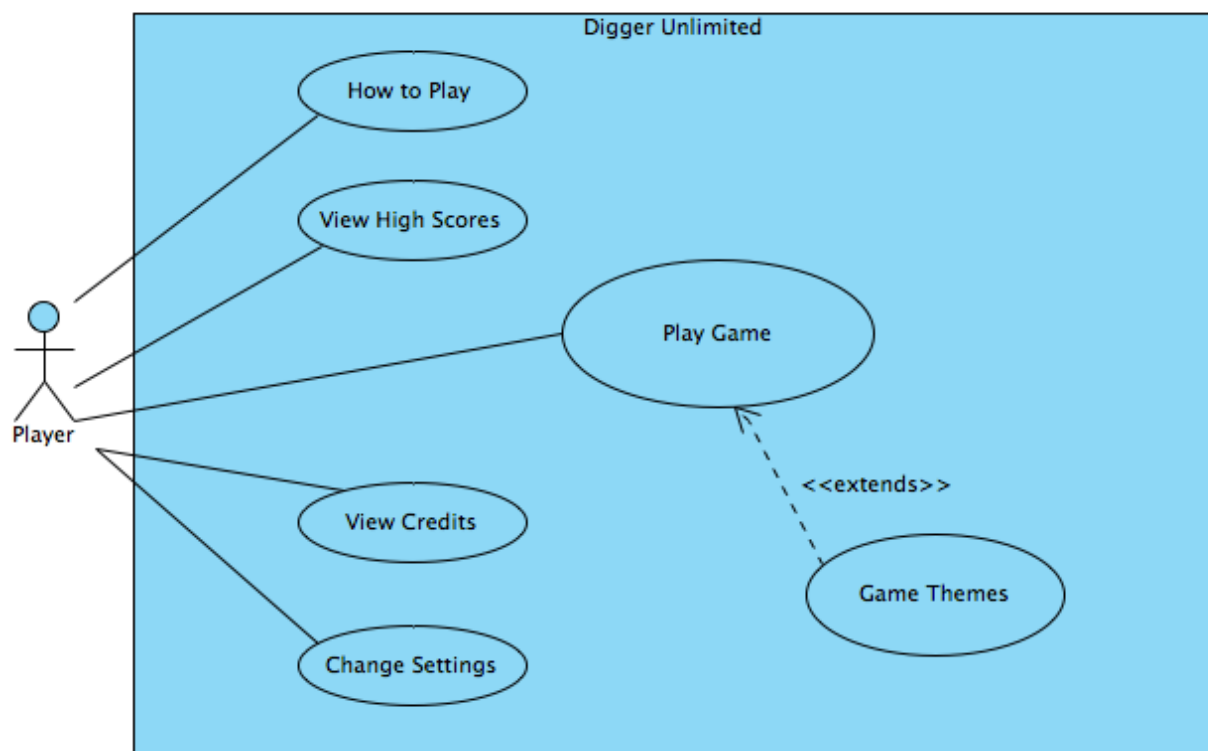 Digger Unlimited
How to Play
View High Scores
Play Game
Player
<<extends>>
View Credits
Game Themes
Change Settings